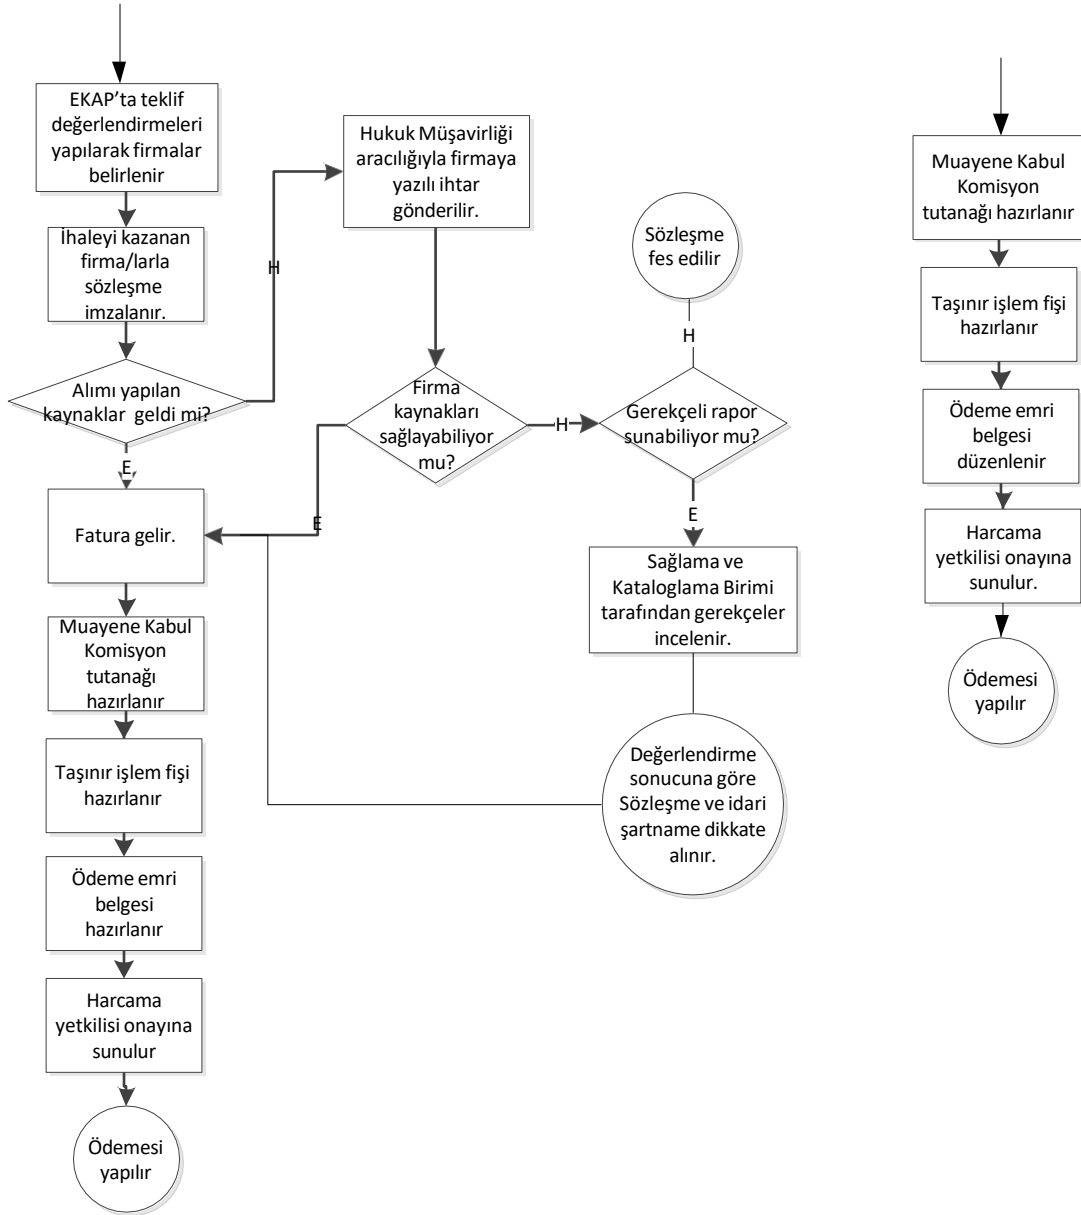 EKAP’ta teklif
değerlendirmeleri
yapılarak firmalar
belirlenir
İhaleyi kazanan
firma/larla
sözleşme
imzalanır.
Alımı yapılan
kaynaklar geldi mi?
E
H
Fatura gelir.
Muayene Kabul
Komisyon
tutanağı
hazırlanır
Taşınır işlem fişi
hazırlanır
Ödeme emri
belgesi
hazırlanır
Harcama
yetkilisi onayına
sunulur
Ödemesi
yapılır
Hukuk Müşavirliği
aracılığıyla firmaya
yazılı ihtar
gönderilir.
Firma
kaynakları
sağlayabiliyor
mu?
E
H
Sözleşme
fes edilir
H
Gerekçeli rapor
sunabiliyor mu?
E
Sağlama ve
Kataloglama Birimi
tarafından gerekçeler
incelenir.
Değerlendirme
sonucuna göre
Sözleşme ve idari
şartname dikkate
alınır.
Muayene Kabul
Komisyon
tutanağı hazırlanır
Taşınır işlem fişi
hazırlanır
Ödeme emri
belgesi
düzenlenir
Harcama
yetkilisi onayına
sunulur.
Ödemesi
yapılır